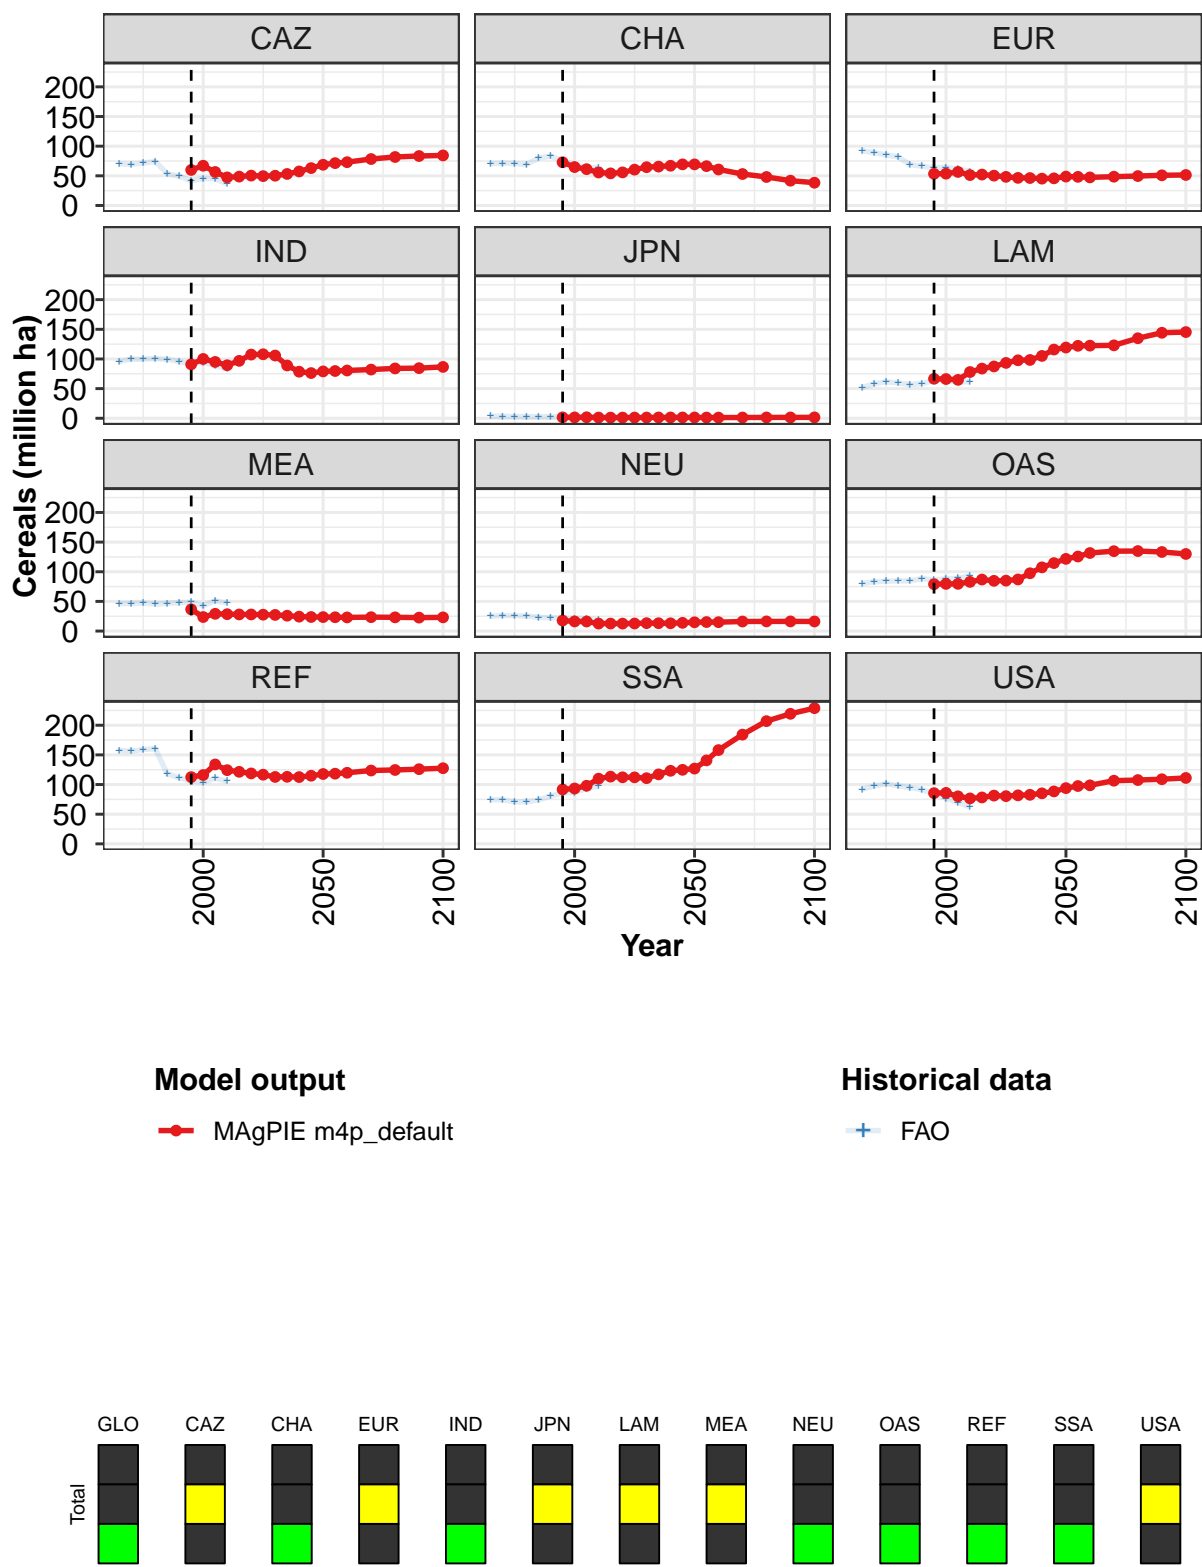 CAZ CHA EUR
200
150
100
50
0
IND JPN LAM
200
150
100
50
0
MEA NEU OAS
200
150
100
50
0
REF SSA USA
200
150
100
50
0
Cereals (million ha)
2000 2050 2100 2000 2050 2100 2000 2050 2100
Year
Model output Historical data
MAgPIE m4p_default FAO
GLO CAZ CHA EUR IND JPN LAM MEA NEU OAS REF SSA USA
Total